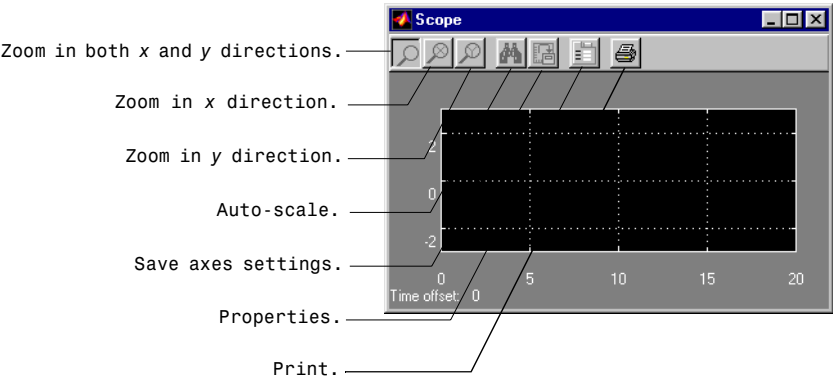 Scope
Zoom in both x and y directions.
Zoom in x direction.
Zoom in y direction.
Auto-scale.
Save axes settings.
Properties.
Print.
2
0
-2
0 5 10 15 20
Time offset: 0